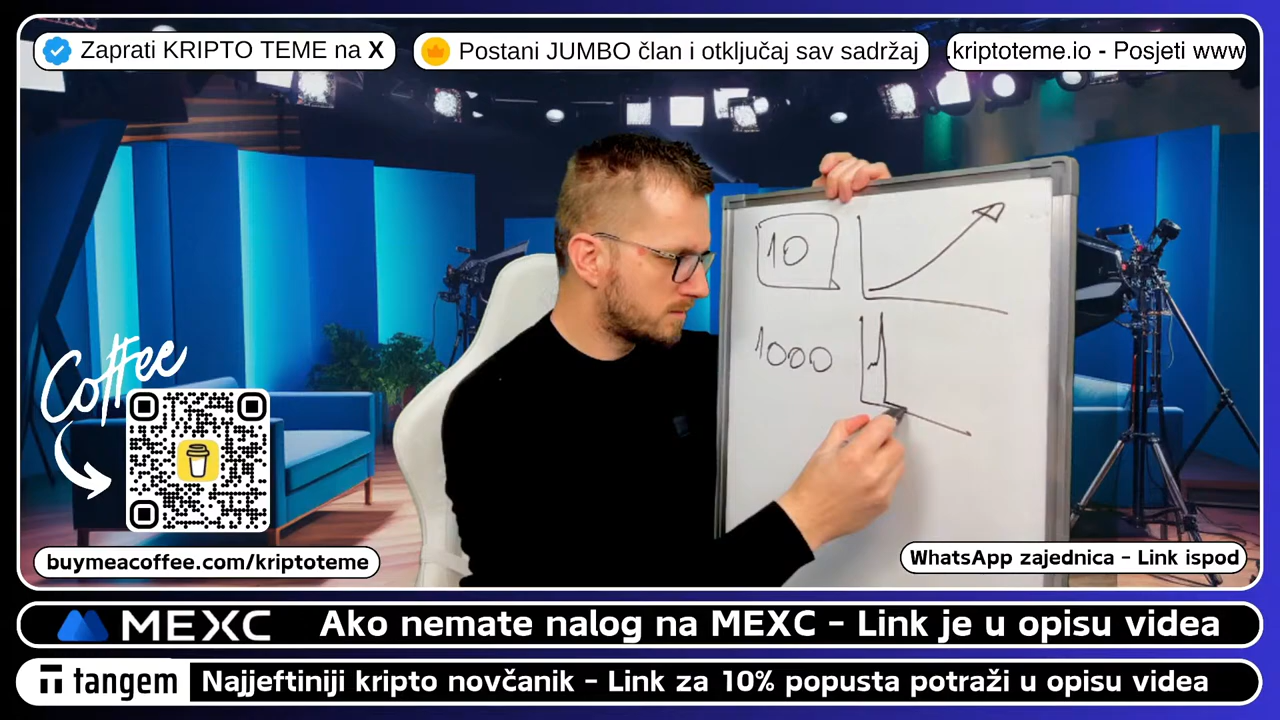 Zaprati KRIPTO TEME na X
Postani JUMBO član i otključaj sav sadržaj
.kriptoteme.io - Posjeti www
10
1000
Coffee
buymeacoffee.com/kriptoteme
WhatsApp zajednica - Link ispod
MEXC Ako nemate nalog na MEXC - Link je u opisu videa
tangem Najjeftiniji kripto novčanik - Link za 10% popusta potraži u opisu videa